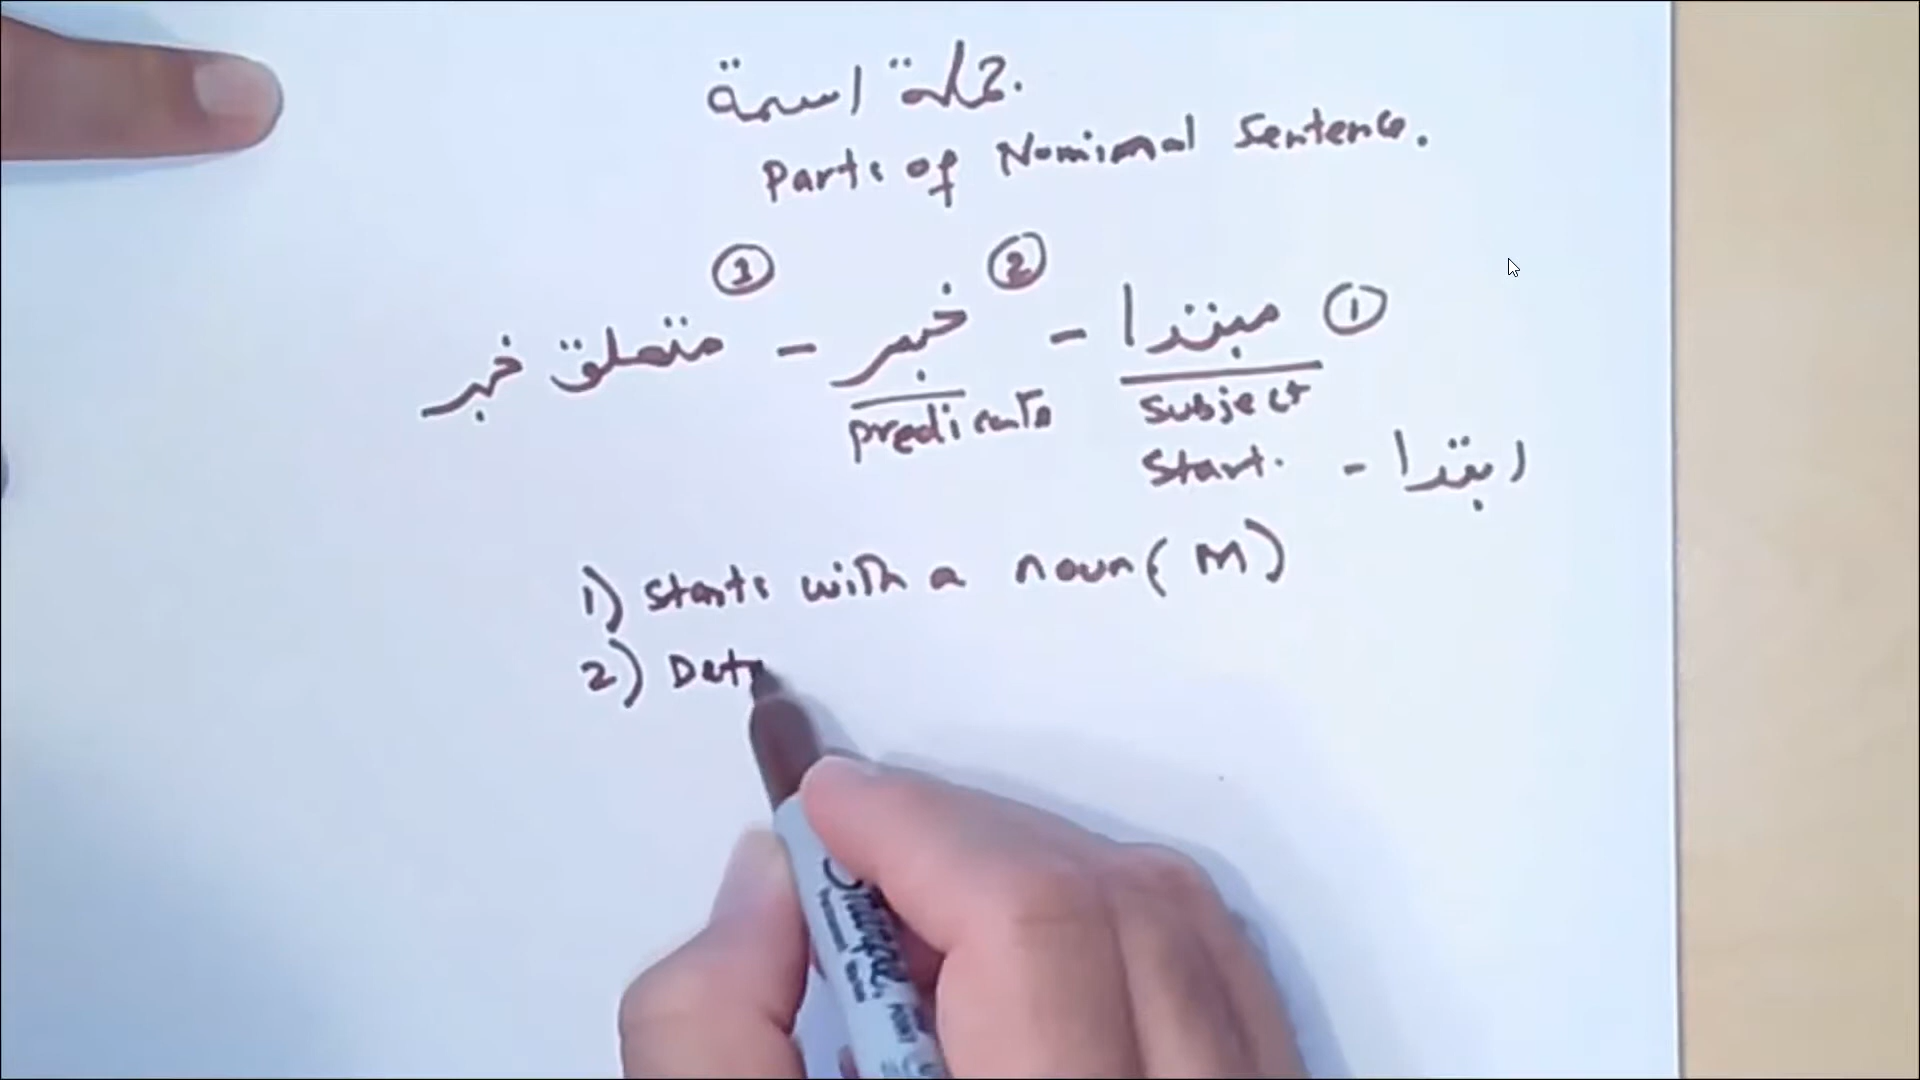 جملة اسمية.
Parts of Nominal Sentence.
① مبتدا - ② خبر - ③ متعلق خبر
subject predicate
start. - ابتدا
1) Starts with a noun (M)
2) Det
Sharpie